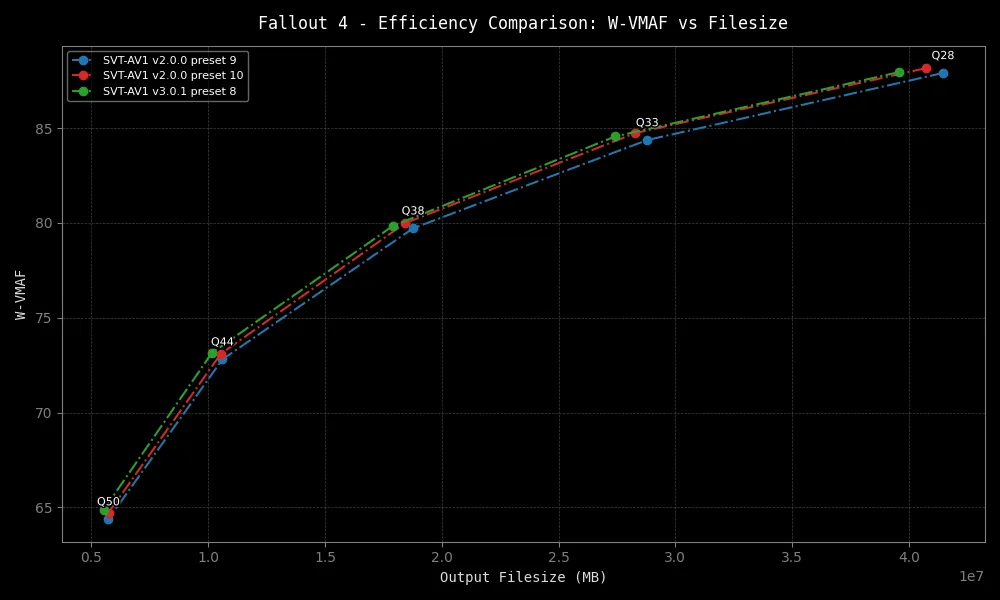 Fallout 4 - Efficiency Comparison: W-VMAF vs Filesize
SVT-AV1 v2.0.0 preset 9
SVT-AV1 v2.0.0 preset 10
SVT-AV1 v3.0.1 preset 8
Q28
Q33
Q38
Q44
Q50
W-VMAF
85
80
75
70
65
0.5 1.0 1.5 2.0 2.5 3.0 3.5 4.0
1e7
Output Filesize (MB)